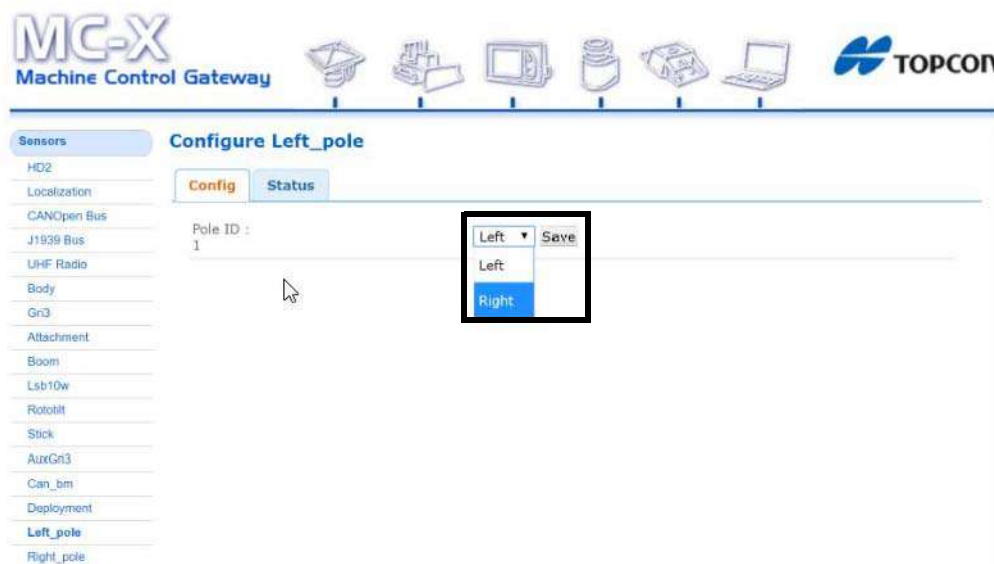 MC-X
Machine Control Gateway
TOPCON
Sensors
HD2
Localization
CANOpen Bus
J1939 Bus
UHF Radio
Body
Gri3
Attachment
Boom
Lsb10w
Rototilt
Stick
AuxGri3
Can_bm
Deployment
Left_pole
Right_pole
Configure Left_pole
Config Status
Pole ID :
1
Left Save
Left
Right